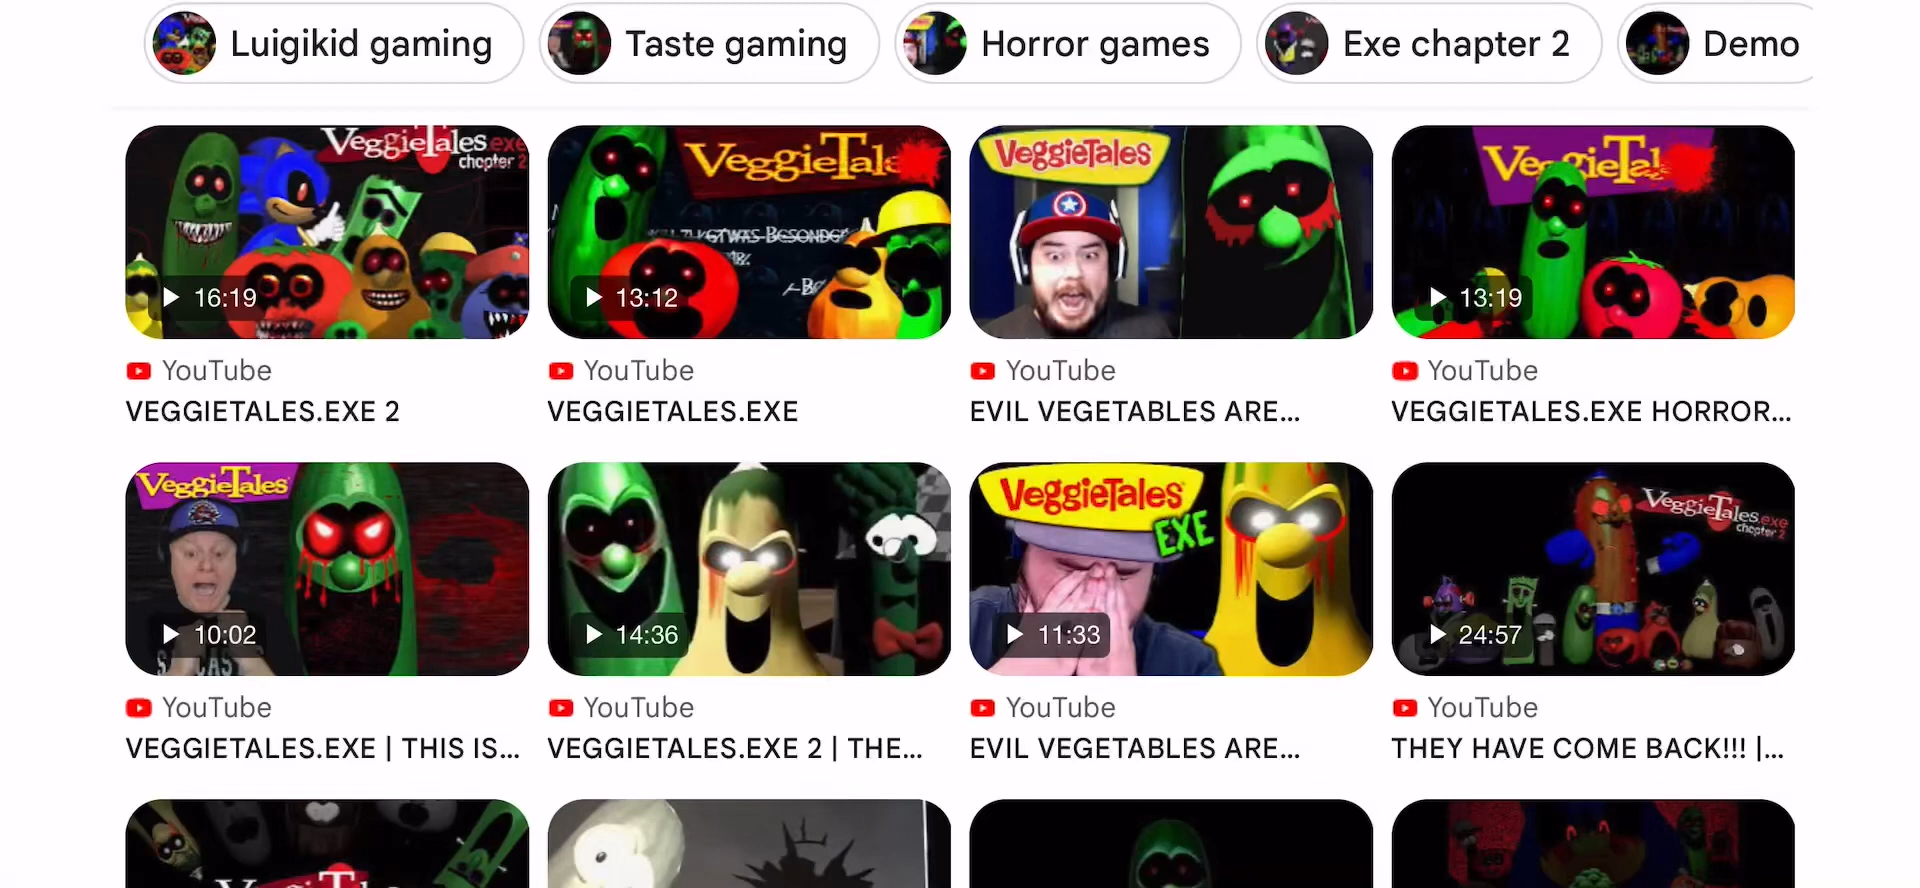 Luigikid gaming
Taste gaming
Horror games
Exe chapter 2
Demo
VeggieTales.exe
chapter 2
16:19
VeggieTale
13:12
VeggieTales
VeggieTal
13:19
YouTube
YouTube
YouTube
YouTube
VEGGIETALES.EXE 2
VEGGIETALES.EXE
EVIL VEGETABLES ARE...
VEGGIETALES.EXE HORROR...
VeggieTales
10:02
14:36
VeggieTales
EXE
11:33
VeggieTales.exe
chapter 2
24:57
YouTube
YouTube
YouTube
YouTube
VEGGIETALES.EXE | THIS IS...
VEGGIETALES.EXE 2 | THE...
EVIL VEGETABLES ARE...
THEY HAVE COME BACK!!! |...